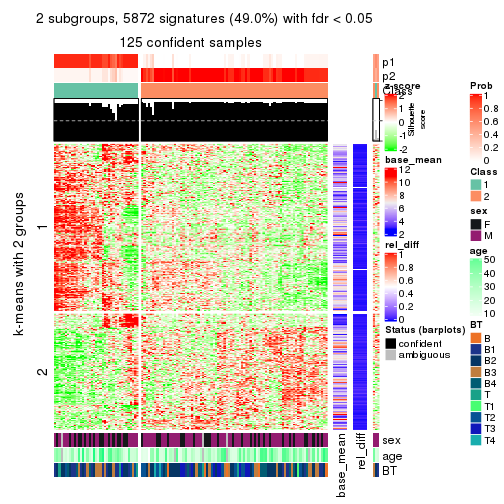 2 subgroups, 5872 signatures (49.0%) with fdr < 0.05
125 confident samples
p1
p2
Class
Silhouette
score
k-means with 2 groups
1
2
sex
age
BT
base_mean
rel_diff
z-score
2
1
0
-1
-2
base_mean
12
10
8
6
4
2
rel_diff
1
0.8
0.6
0.4
0.2
0
Status (barplots)
confident
ambiguous
Prob
1
0.8
0.6
0.4
0.2
0
Class
1
2
sex
F
M
age
50
40
30
20
10
BT
B
B1
B2
B3
B4
T
T1
T2
T3
T4